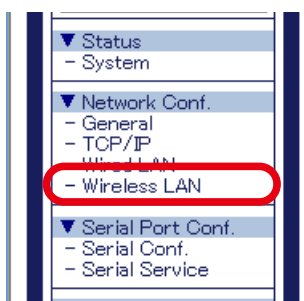 ▼ Status
- System
▼ Network Conf.
- General
- TCP/IP
- Wired LAN
- Wireless LAN
▼ Serial Port Conf.
- Serial Conf.
- Serial Service